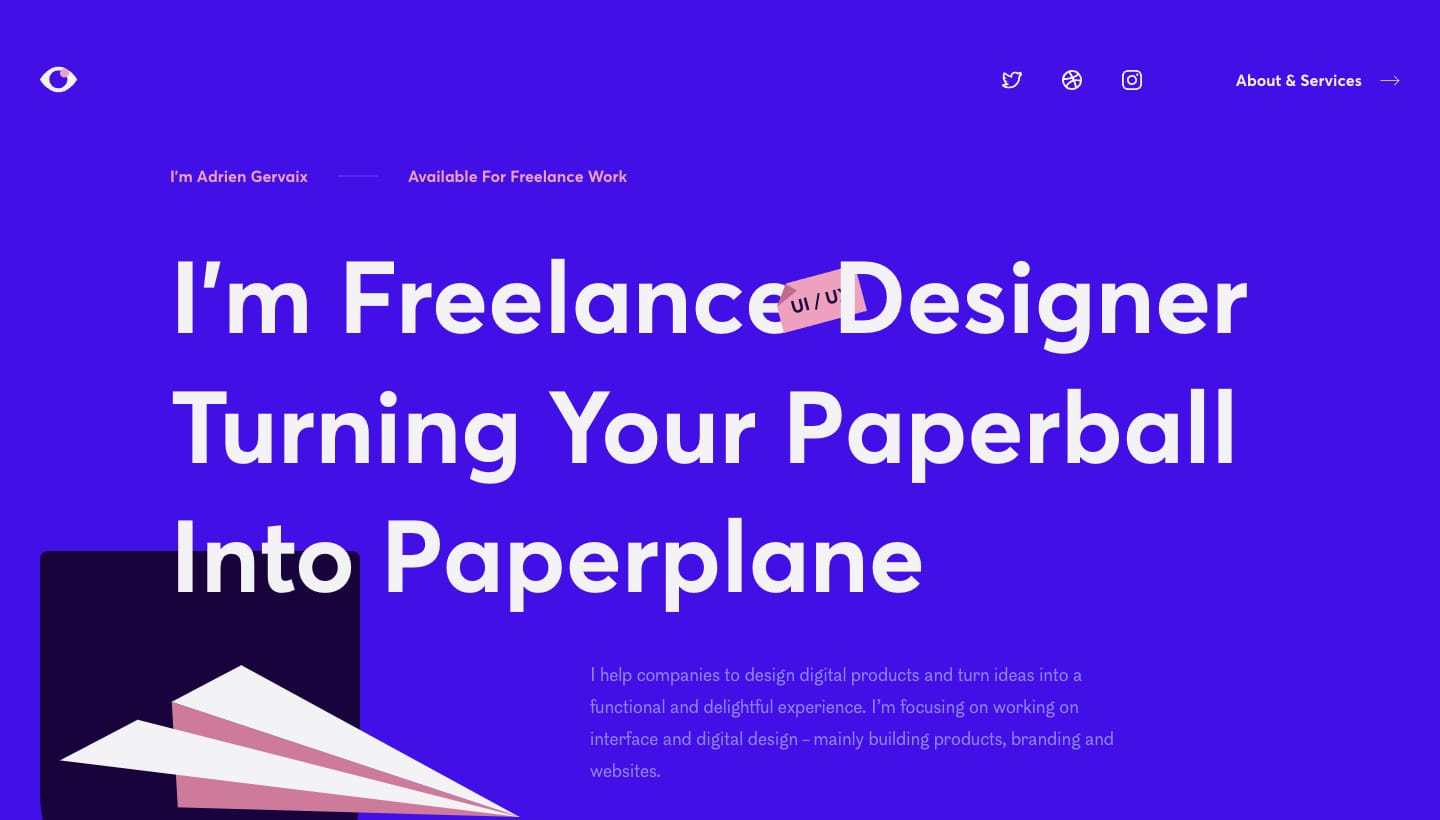 About & Services
I'm Adrien Gervaix
Available For Freelance Work
I'm Freelance Designer
UI / UX
Turning Your Paperball
Into Paperplane
I help companies to design digital products and turn ideas into a
functional and delightful experience. I'm focusing on working on
interface and digital design – mainly building products, branding and
websites.